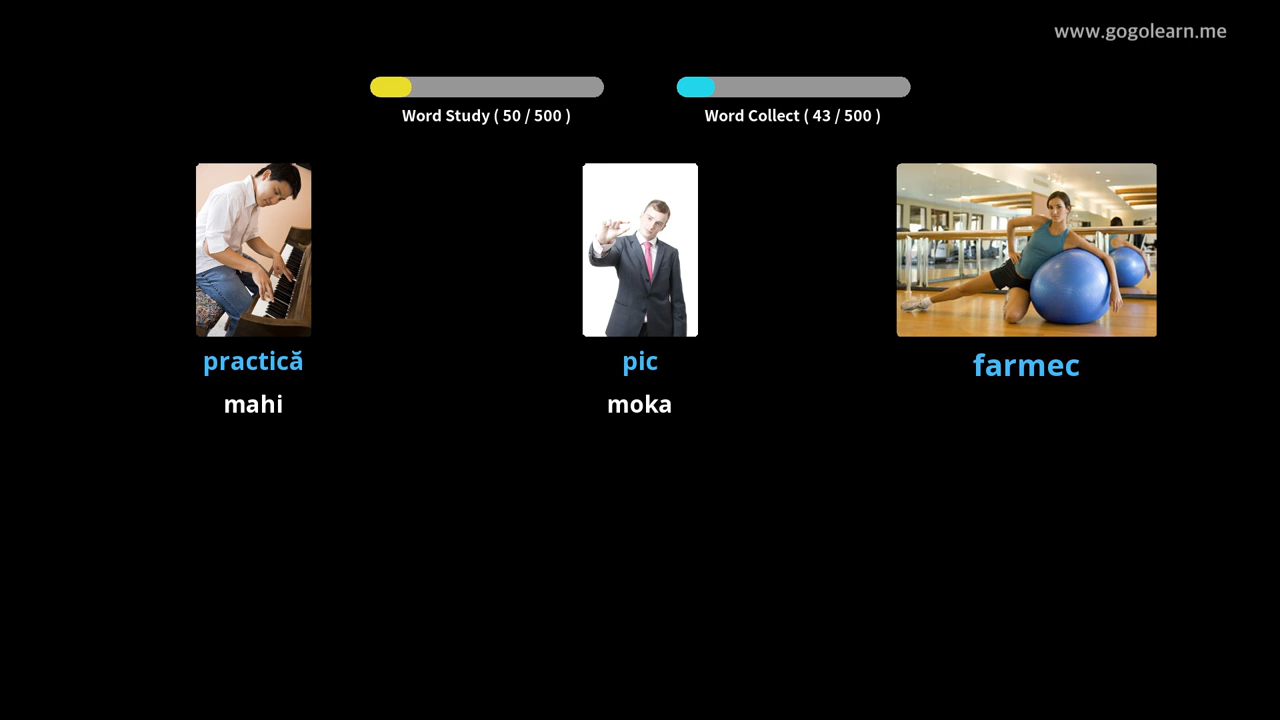 www.gogolearn.me
Word Study ( 50 / 500 )
Word Collect ( 43 / 500 )
practică
pic
farmec
mahi
moka